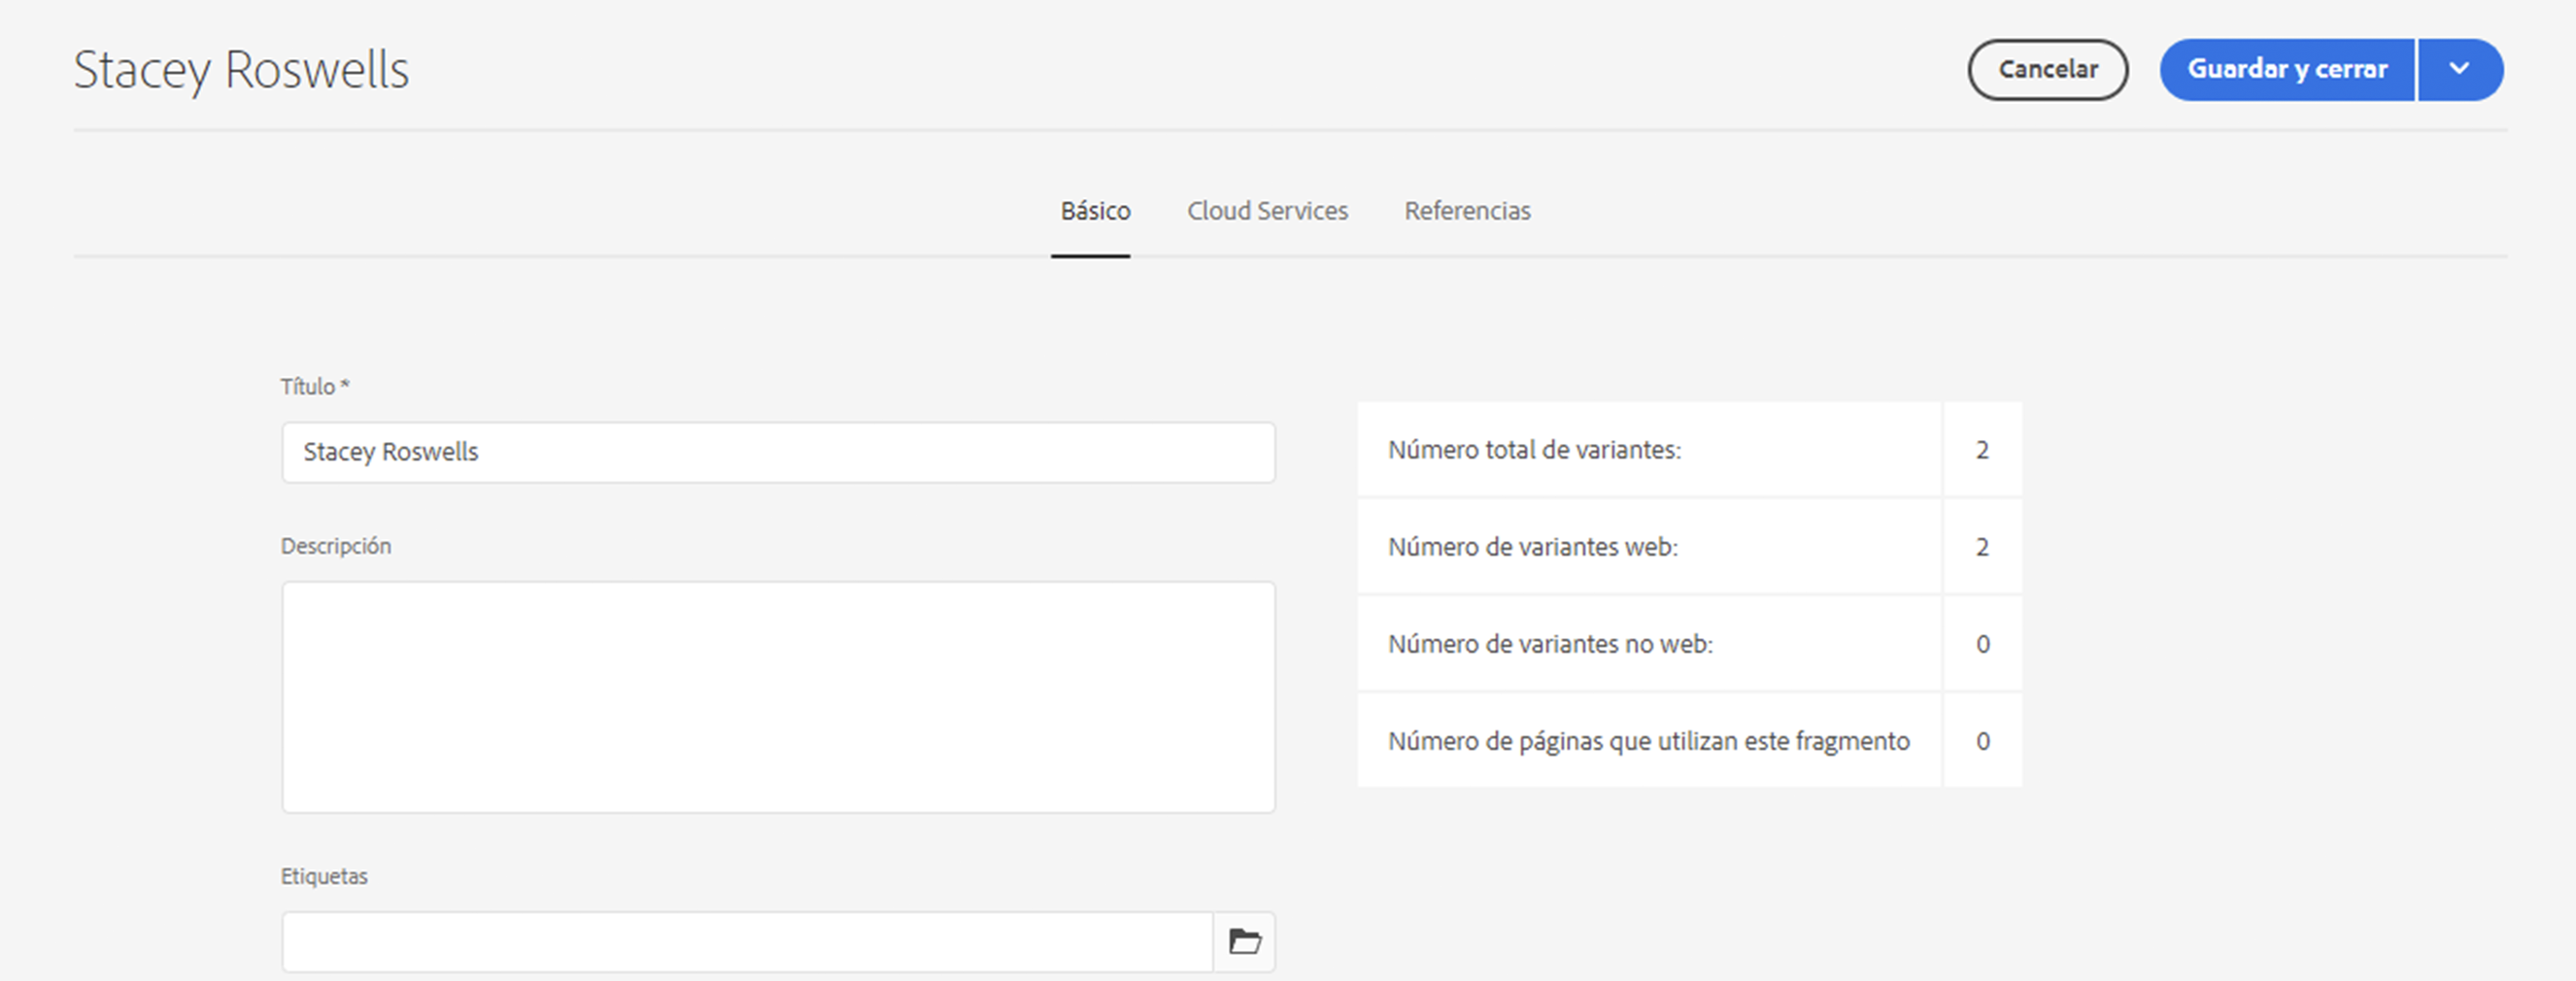 Stacey Roswells
Cancelar
Guardar y cerrar
Básico
Cloud Services
Referencias
Título *
Stacey Roswells
Descripción
Etiquetas
Número total de variantes: 2
Número de variantes web: 2
Número de variantes no web: 0
Número de páginas que utilizan este fragmento 0